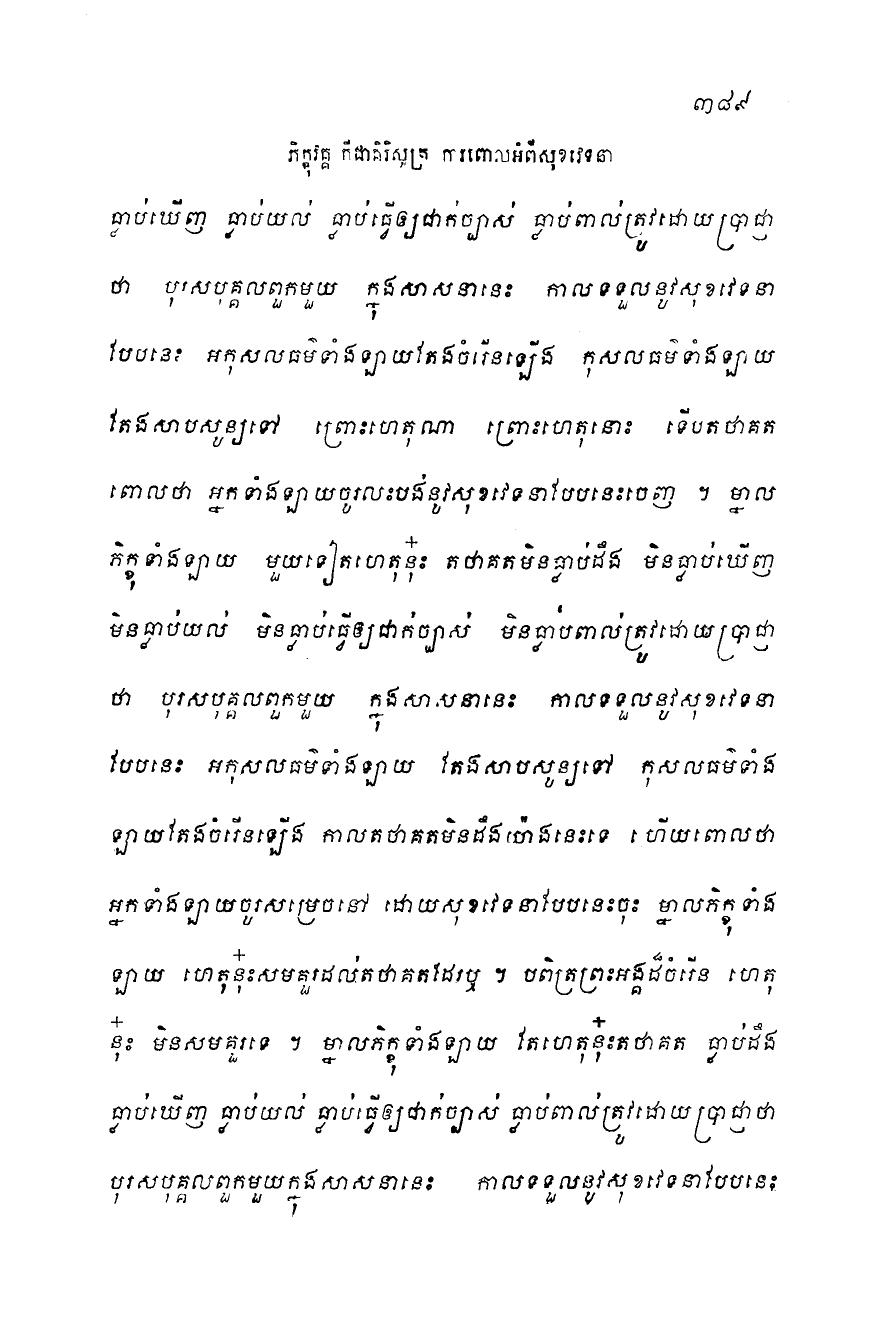 ៣៨៩
ភិក្ខុវគ្គ កីដាគិរិសូត្រ ការពោលអំពីសុខវេទនា
ធ្លាប់ឃើញ ធ្លាប់យល់ ធ្លាប់ធ្វើឲ្យជាក់ច្បាស់ ធ្លាប់ពាល់ត្រូវដោយប្រាជ្ញា
ថា បុរសបុគ្គលពួកមួយ ក្នុងសាសនានេះ កាលទទួលនូវសុខវេទនា
បែបនេះ អកុសលធម៌ទាំងឡាយតែងចំរើនឡើង កុសលធម៌ទាំងឡាយ
តែងសាបសូន្យទៅ ព្រោះហេតុណា ព្រោះហេតុនោះ ទើបតថាគត
ពោលថា អ្នកទាំងឡាយចូរលះបង់នូវសុខវេទនាបែបនេះចេញ ។ ម្នាល
ភិក្ខុទាំងឡាយ មួយទៀតហេតុនុ៎ះ តថាគតមិនធ្លាប់ដឹង មិនធ្លាប់ឃើញ
មិនធ្លាប់យល់ មិនធ្លាប់ធ្វើឲ្យជាក់ច្បាស់ មិនធ្លាប់ពាល់ត្រូវដោយប្រាជ្ញា
ថា បុរសបុគ្គលពួកមួយ ក្នុងសាសនានេះ កាលទទួលនូវសុខវេទនា
បែបនេះ អកុសលធម៌ទាំងឡាយ តែងសាបសូន្យទៅ កុសលធម៌ទាំង
ឡាយតែងចំរើនឡើង កាលតថាគតមិនដឹងយ៉ាងនេះទេ ហើយពោលថា
អ្នកទាំងឡាយចូរសម្រេចនៅ ដោយសុខវេទនាបែបនេះចុះ ម្នាលភិក្ខុទាំង
ឡាយ ហេតុនុ៎ះសមគួរដល់តថាគតដែរឬ ។ បពិត្រព្រះអង្គដ៏ចំរើន ហេតុ
នុ៎ះ មិនសមគួរទេ ។ ម្នាលភិក្ខុទាំងឡាយ តែហេតុនុ៎ះតថាគត ធ្លាប់ដឹង
ធ្លាប់ឃើញ ធ្លាប់យល់ ធ្លាប់ធ្វើឲ្យជាក់ច្បាស់ ធ្លាប់ពាល់ត្រូវដោយប្រាជ្ញាថា
បុរសបុគ្គលពួកមួយក្នុងសាសនានេះ កាលទទួលនូវសុខវេទនាបែបនេះ